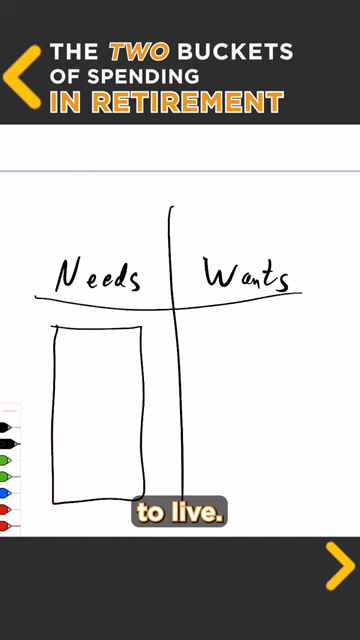 THE TWO BUCKETS
OF SPENDING
IN RETIREMENT
Needs Wants
to live.